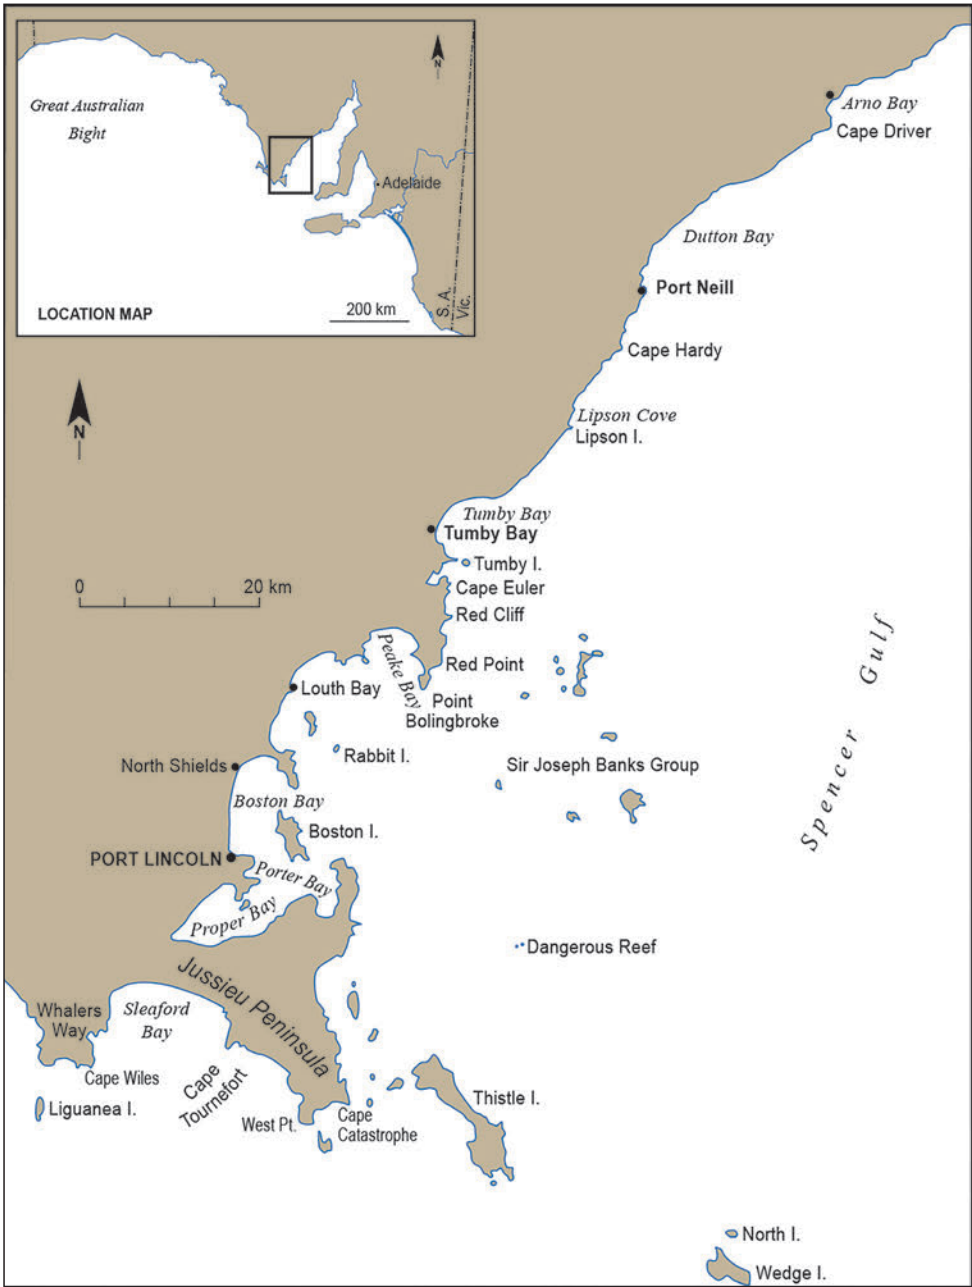 Great Australian
Bight
N
Adelaide
LOCATION MAP
200 km
S. A.
Vic.
Arno Bay
Cape Driver
Dutton Bay
Port Neill
Cape Hardy
N
Lipson Cove
Lipson I.
Tumby Bay
Tumby Bay
Tumby I.
0
20 km
Cape Euler
Red Cliff
Spencer Gulf
Peake Bay
Red Point
Louth Bay
Point
Bolingbroke
Rabbit I.
North Shields
Sir Joseph Banks Group
Boston Bay
Boston I.
PORT LINCOLN
Porter Bay
Proper Bay
Dangerous Reef
Jussieu Peninsula
Whalers
Way
Sleaford
Bay
Cape Wiles
Cape
Tournefort
Liguanea I.
West Pt.
Cape
Catastrophe
Thistle I.
North I.
Wedge I.